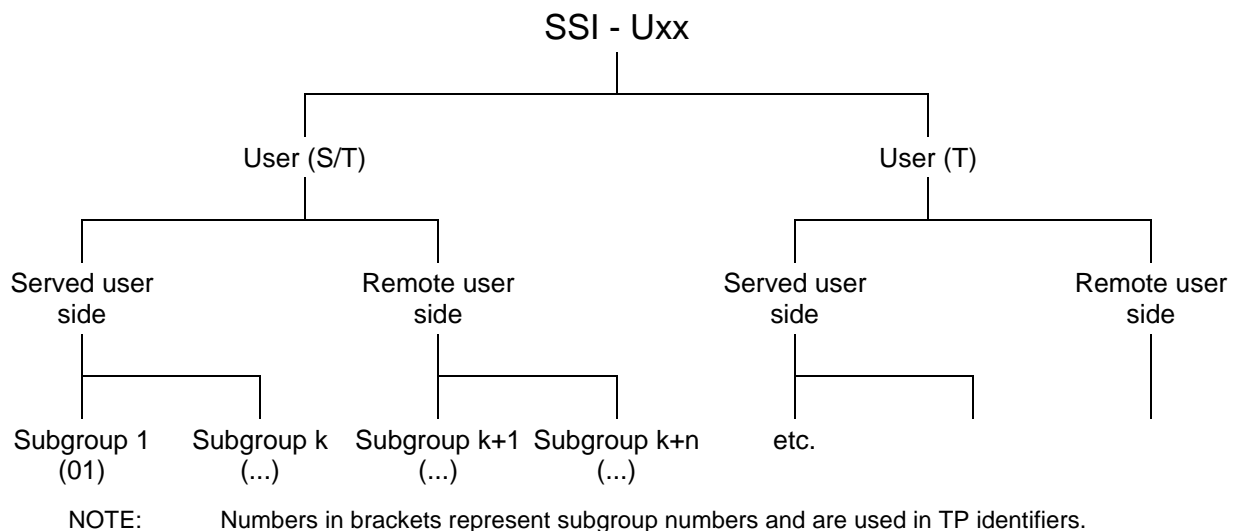 SSI - Uxx
User (S/T) User (T)
Served user side Remote user side Served user side Remote user side
Subgroup 1 (01) Subgroup k (...) Subgroup k+1 (...) Subgroup k+n (...) etc.
NOTE: Numbers in brackets represent subgroup numbers and are used in TP identifiers.